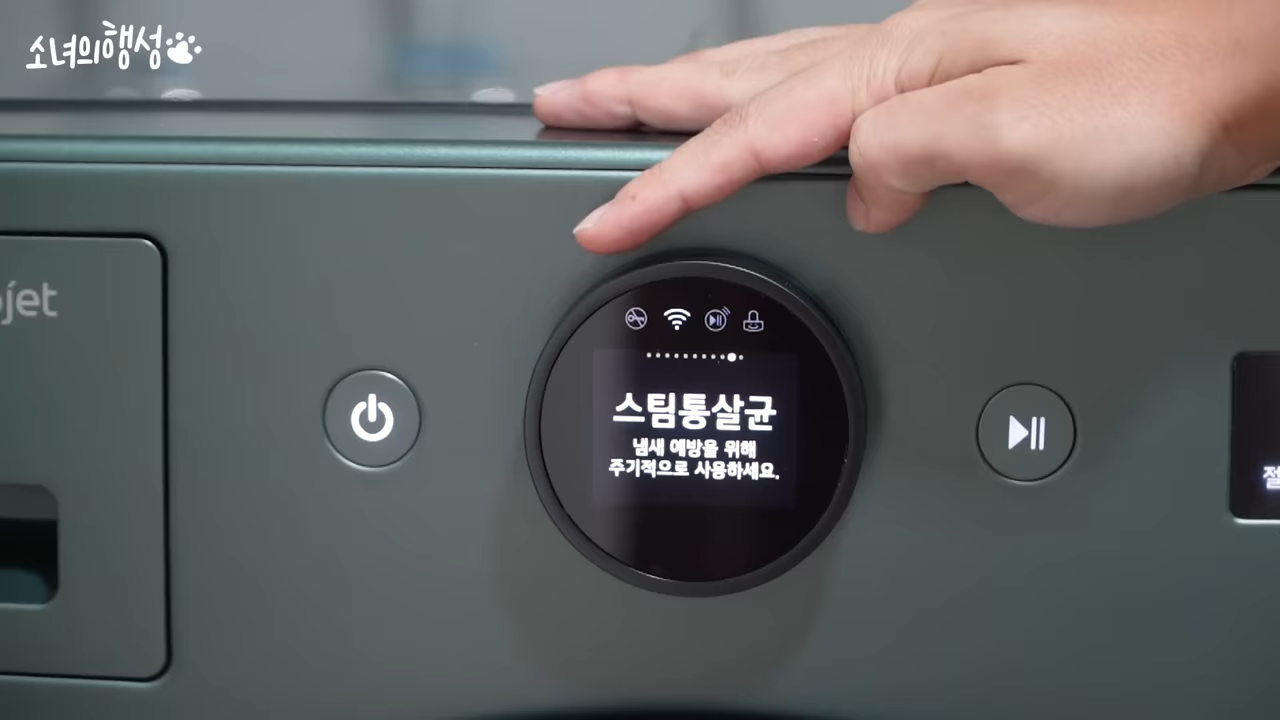 소녀의행성
jet
스팀통살균
냄새 예방을 위해
주기적으로 사용하세요.